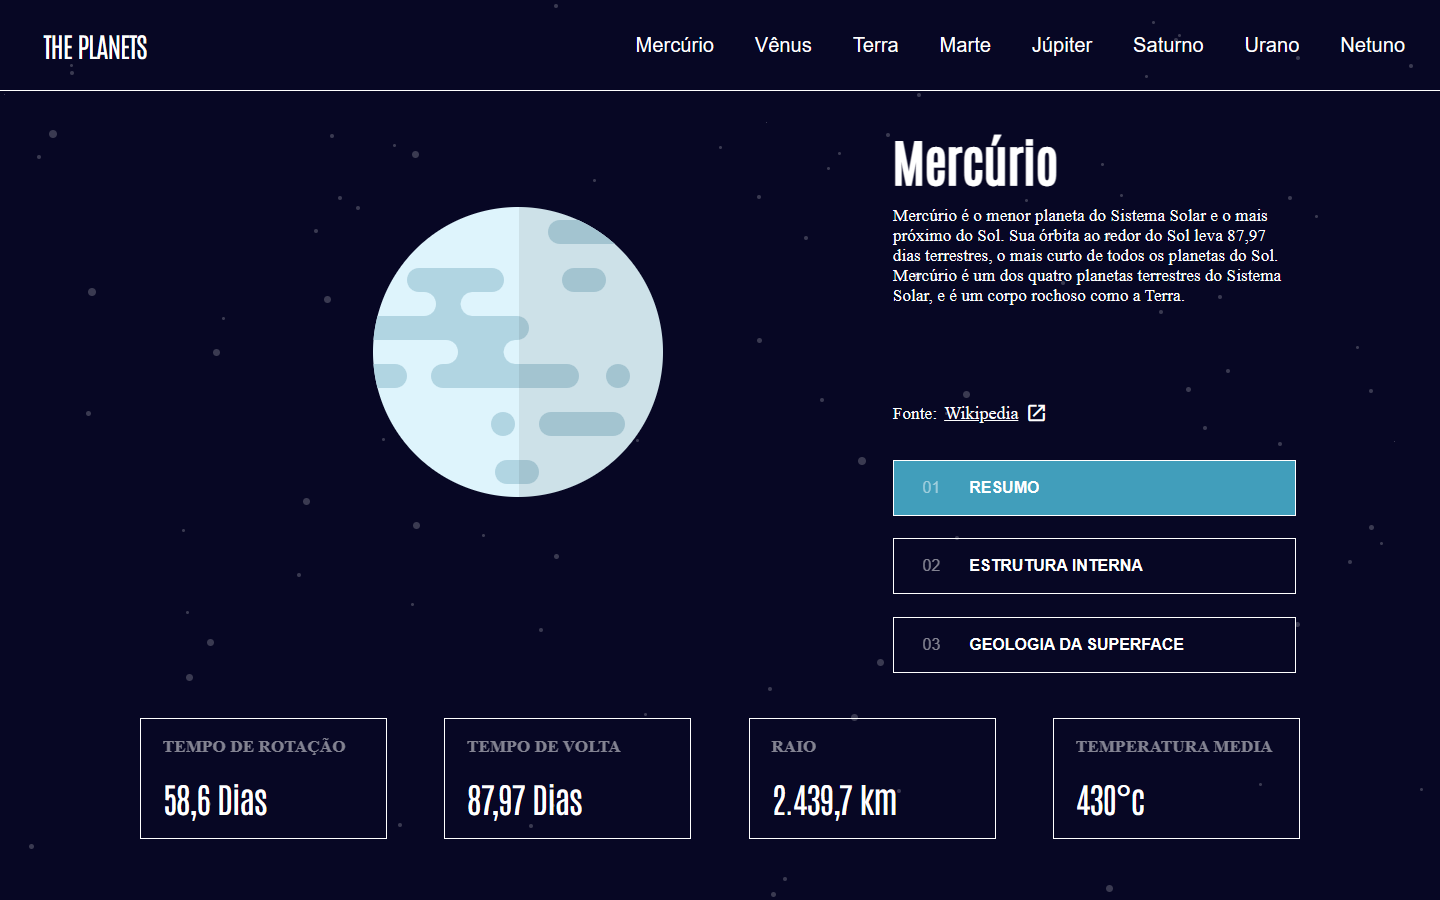 THE PLANETS
Mercúrio Vênus Terra Marte Júpiter Saturno Urano Netuno
Mercúrio
Mercúrio é o menor planeta do Sistema Solar e o mais
próximo do Sol. Sua órbita ao redor do Sol leva 87,97
dias terrestres, o mais curto de todos os planetas do Sol.
Mercúrio é um dos quatro planetas terrestres do Sistema
Solar, e é um corpo rochoso como a Terra.
Fonte: Wikipedia
01 RESUMO
02 ESTRUTURA INTERNA
03 GEOLOGIA DA SUPERFACE
TEMPO DE ROTAÇÃO
58,6 Dias
TEMPO DE VOLTA
87,97 Dias
RAIO
2.439,7 km
TEMPERATURA MEDIA
430°c